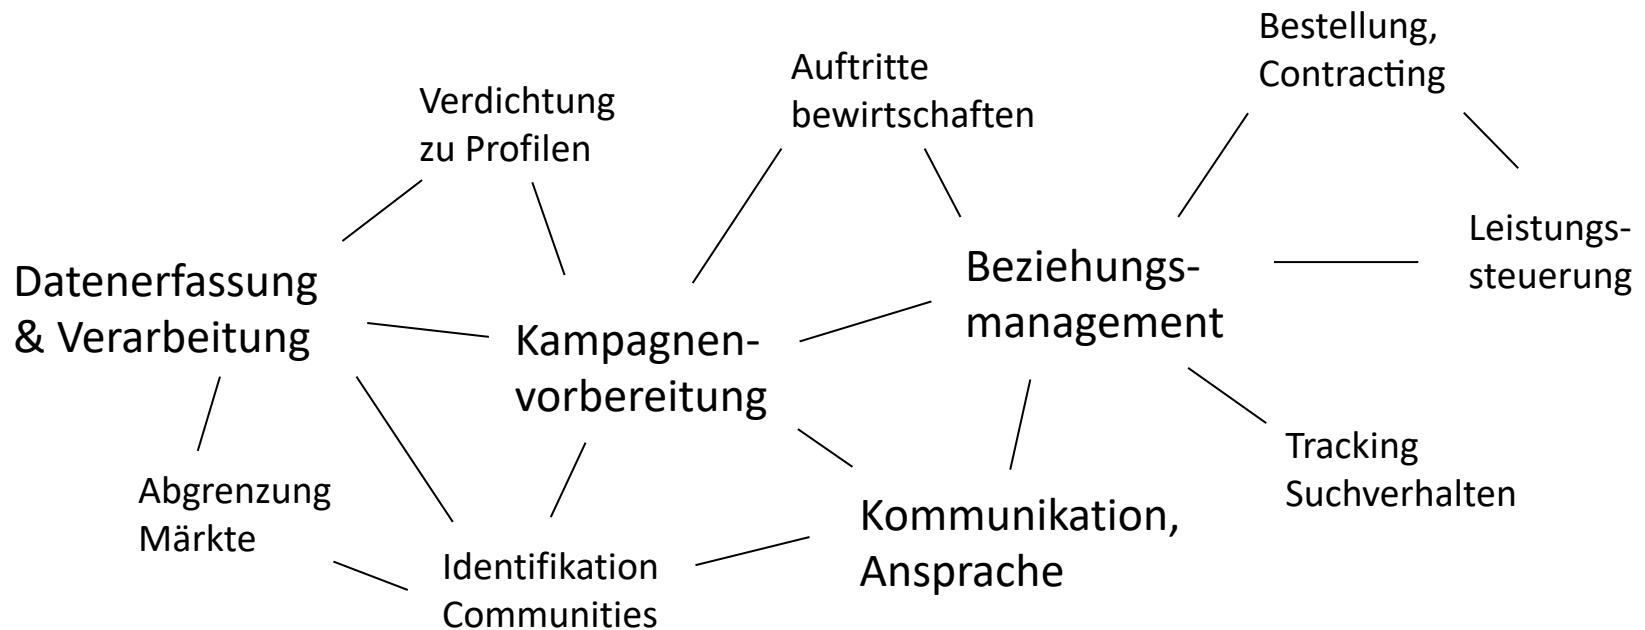 Bestellung,
Contracting
Auftritte
bewirtschaften
Verdichtung
zu Profilen
Leistungs-
steuerung
Beziehungs-
management
Datenerfassung
& Verarbeitung
Kampagnen-
vorbereitung
Tracking
Suchverhalten
Abgrenzung
Märkte
Kommunikation,
Ansprache
Identifikation
Communities